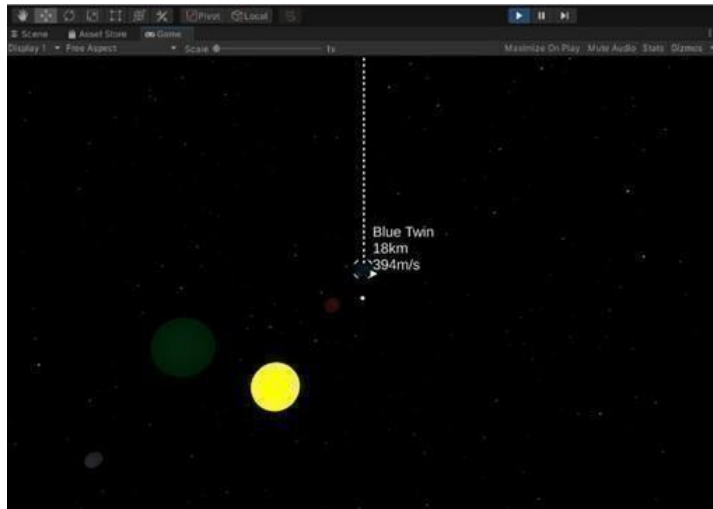 Pivot Local
Scene Asset Store Game
Display 1 Free Aspect Scale 1x Maximize On Play Mute Audio Stats Gizmos
Blue Twin
18km
394m/s